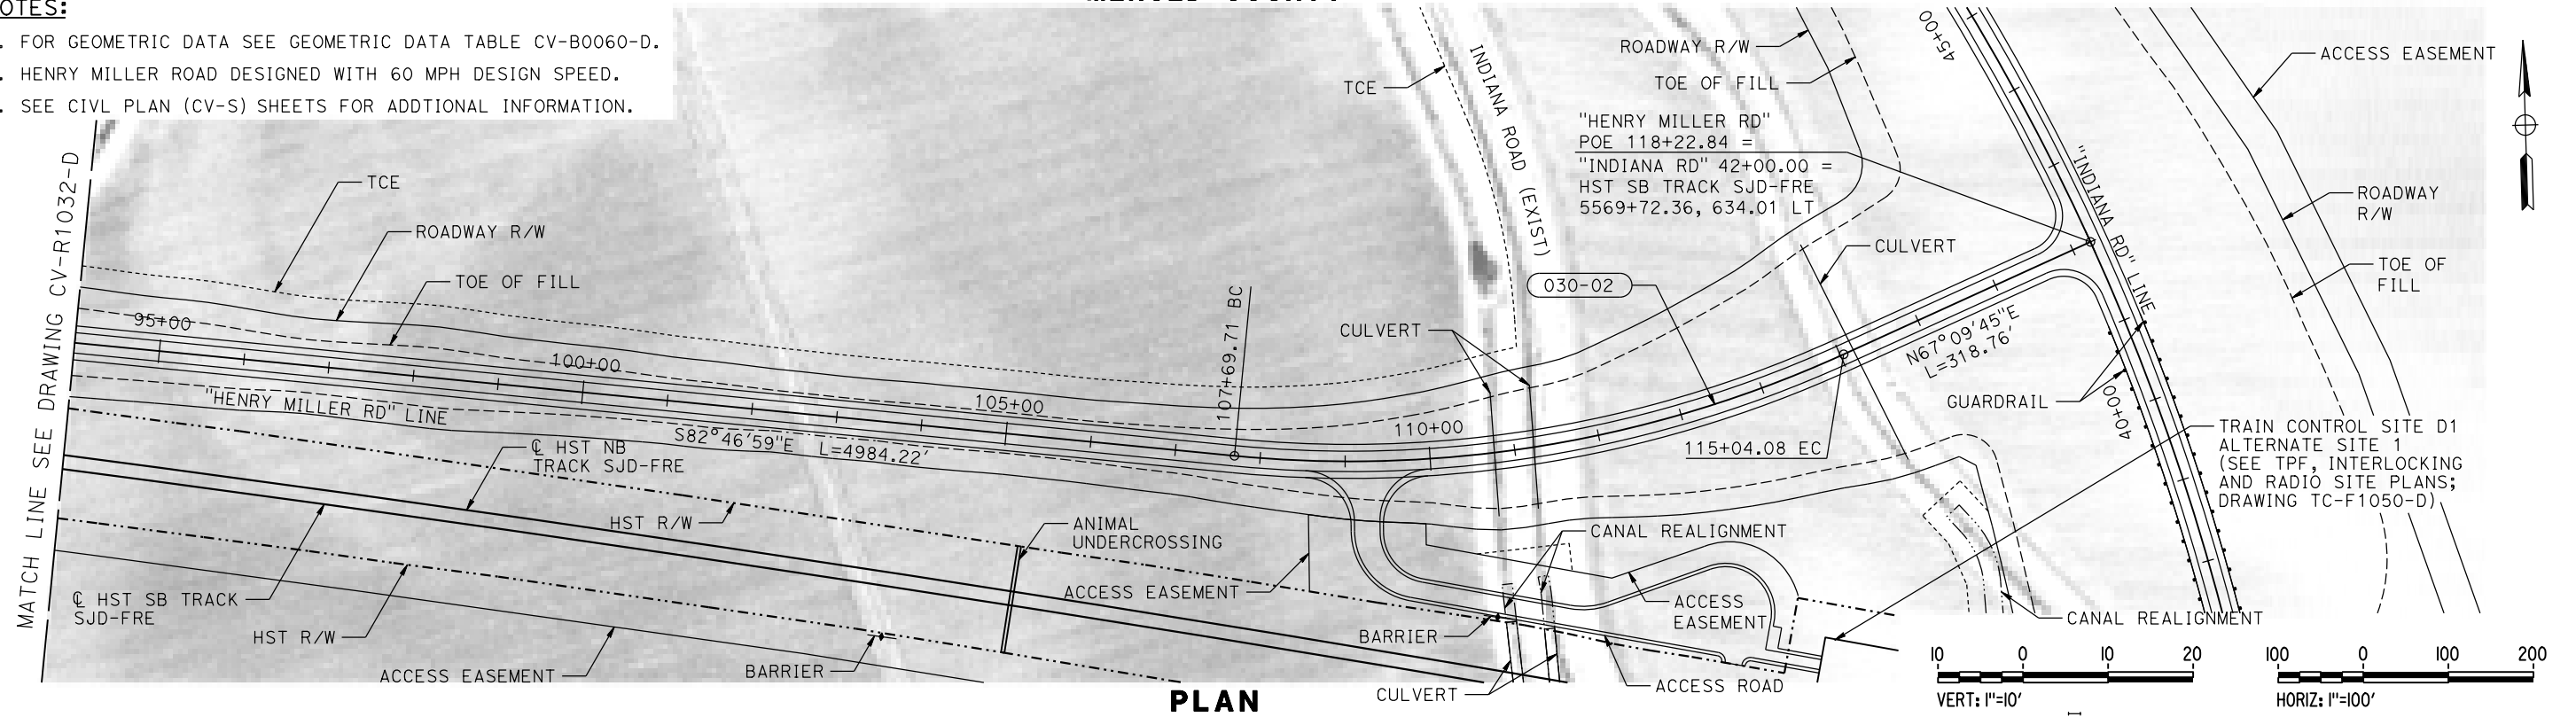 OTES:
. FOR GEOMETRIC DATA SEE GEOMETRIC DATA TABLE CV-B0060-D.
. HENRY MILLER ROAD DESIGNED WITH 60 MPH DESIGN SPEED.
. SEE CIVL PLAN (CV-S) SHEETS FOR ADDTIONAL INFORMATION.
MATCH LINE SEE DRAWING CV-R1032-D
TCE
ROADWAY R/W
TOE OF FILL
95+00
100+00
105+00
110+00
"HENRY MILLER RD" LINE
S82°46'59"E L=4984.22'
107+69.71 BC
℄ HST NB
TRACK SJD-FRE
HST R/W
ANIMAL
UNDERCROSSING
℄ HST SB TRACK
SJD-FRE
HST R/W
ACCESS EASEMENT
BARRIER
ACCESS EASEMENT
TCE
INDIANA ROAD (EXIST)
ROADWAY R/W
TOE OF FILL
"HENRY MILLER RD"
POE 118+22.84 =
"INDIANA RD" 42+00.00 =
HST SB TRACK SJD-FRE
5569+72.36, 634.01 LT
CULVERT
030-02
CULVERT
115+04.08 EC
N67°09'45"E
L=318.76'
45+00
"INDIANA RD" LINE
40+00
GUARDRAIL
ACCESS EASEMENT
ROADWAY
R/W
TOE OF
FILL
TRAIN CONTROL SITE D1
ALTERNATE SITE 1
(SEE TPF, INTERLOCKING
AND RADIO SITE PLANS;
DRAWING TC-F1050-D)
CANAL REALIGNMENT
ACCESS
EASEMENT
BARRIER
CULVERT
ACCESS ROAD
CANAL REALIGNMENT
PLAN
10 0 10 20
VERT: 1"=10'
100 0 100 200
HORIZ: 1"=100'